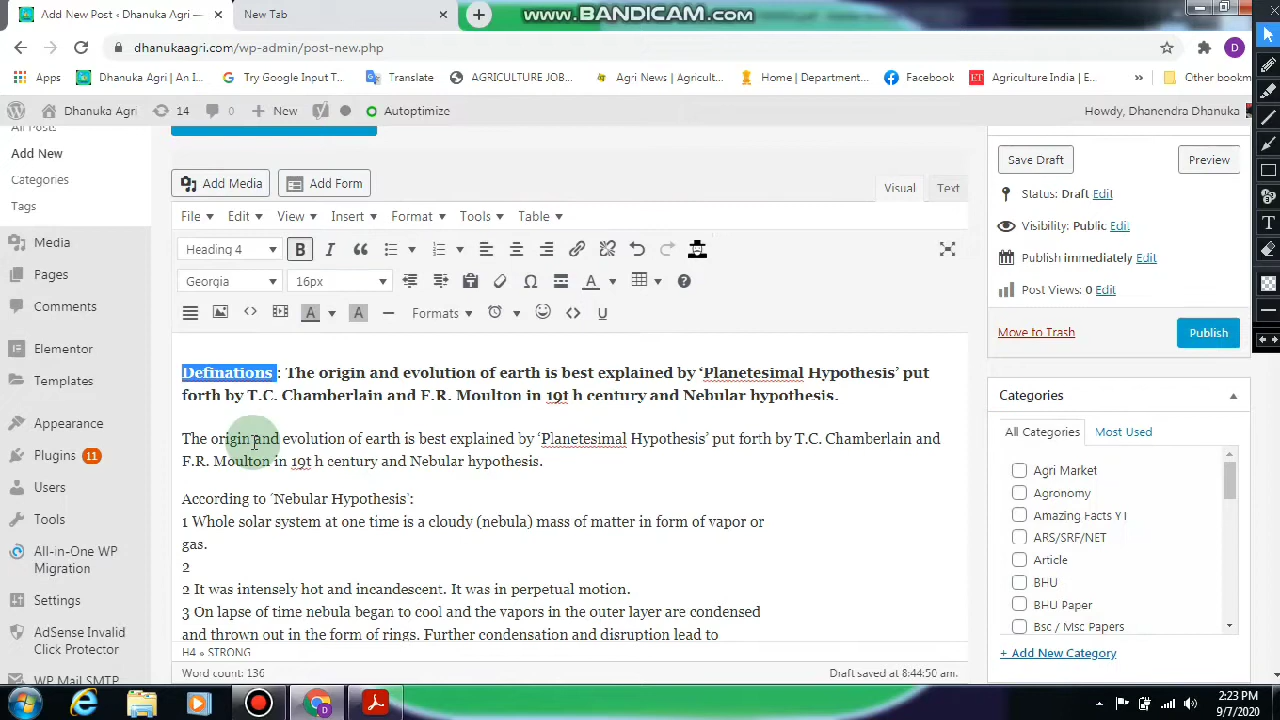 Add New Post ‹ Dhanuka Agri —
New Tab
www.BANDICAM.com
dhanukaagri.com/wp-admin/post-new.php
D
Apps
Dhanuka Agri | An I...
Try Google Input T...
Translate
AGRICULTURE JOB...
Agri News | Agricult...
Home | Department...
Facebook
ET Agriculture India | E...
»
Other bookm
Dhanuka Agri
14
0
New
Autoptimize
Howdy, Dhanendra Dhanuka
All Posts
Add New
Categories
Tags
Media
Pages
Comments
Elementor
Templates
Appearance
Plugins 11
Users
Tools
All-in-One WP
Migration
Settings
AdSense Invalid
Click Protector
WP Mail SMTP
Add Media
Add Form
Visual
Text
File
Edit
View
Insert
Format
Tools
Table
Heading 4
B
I
Georgia
16px
A
A
A
Formats
U
Definations : The origin and evolution of earth is best explained by ‘Planetesimal Hypothesis’ put
forth by T.C. Chamberlain and F.R. Moulton in 19t h century and Nebular hypothesis.
The origin and evolution of earth is best explained by ‘Planetesimal Hypothesis’ put forth by T.C. Chamberlain and
F.R. Moulton in 19t h century and Nebular hypothesis.
According to ‘Nebular Hypothesis’:
1 Whole solar system at one time is a cloudy (nebula) mass of matter in form of vapor or
gas.
2
2 It was intensely hot and incandescent. It was in perpetual motion.
3 On lapse of time nebula began to cool and the vapors in the outer layer are condensed
and thrown out in the form of rings. Further condensation and disruption lead to
H4 » STRONG
Word count: 136
Draft saved at 8:44:50 am.
Save Draft
Preview
Status: Draft Edit
Visibility: Public Edit
Publish immediately Edit
Post Views: 0 Edit
Move to Trash
Publish
Categories
All Categories
Most Used
Agri Market
Agronomy
Amazing Facts YT
ARS/SRF/NET
Article
BHU
BHU Paper
Bsc / Msc Papers
+ Add New Category
T
2:23 PM
9/7/2020